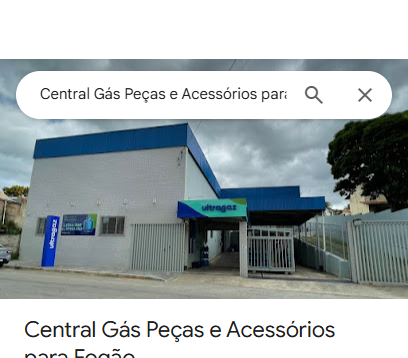 Central Gás Peças e Acessórios para
ultragaz
ultragaz
Central Gás Peças e Acessórios
para Fogão